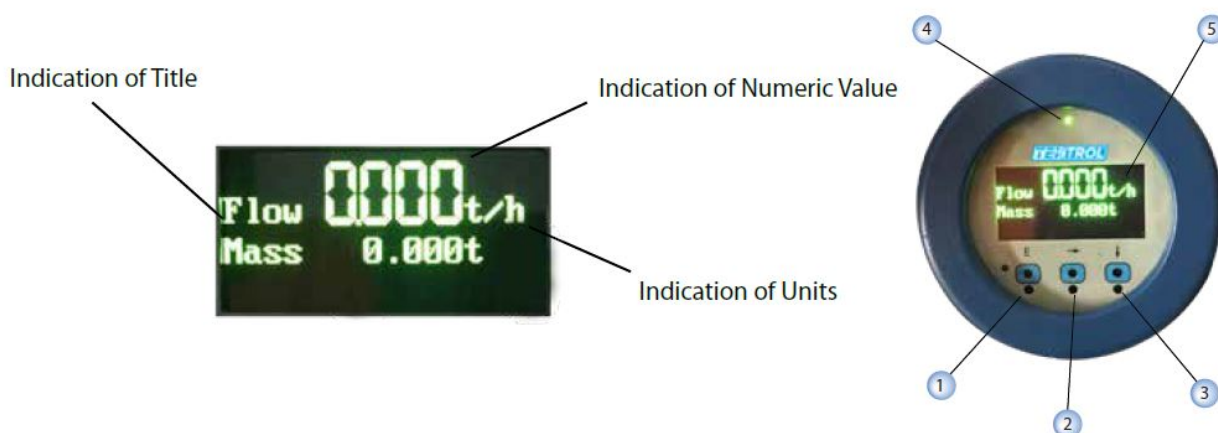 Indication of Title
Indication of Numeric Value
Flow 0.000t/h
Mass 0.000t
Indication of Units
4
5
Flow 0.000t/h
Mass 0.000t
E → ↓
1
2
3